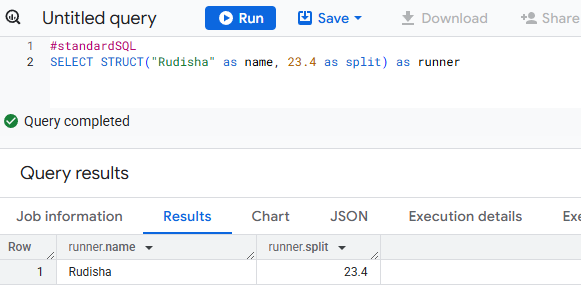 Untitled query Run Save Download Share
1 #standardSQL
2 SELECT STRUCT("Rudisha" as name, 23.4 as split) as runner
Query completed
Query results
Job information Results Chart JSON Execution details Exe
Row runner.name runner.split
1 Rudisha 23.4